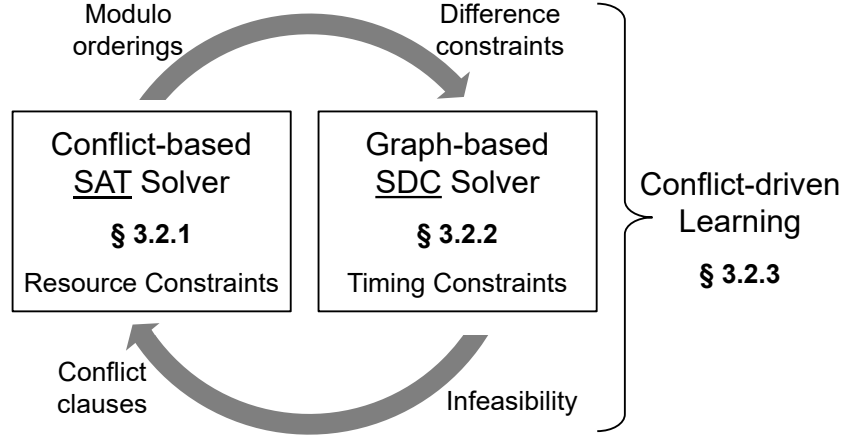 Modulo
orderings
Difference
constraints
Conflict-based
SAT Solver
§ 3.2.1
Resource Constraints
Graph-based
SDC Solver
§ 3.2.2
Timing Constraints
Conflict-driven
Learning
§ 3.2.3
Conflict
clauses
Infeasibility